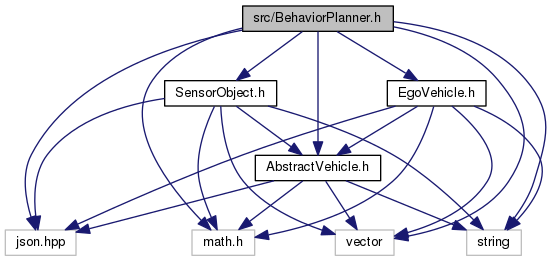 src/BehaviorPlanner.h
SensorObject.h
EgoVehicle.h
AbstractVehicle.h
json.hpp
math.h
vector
string